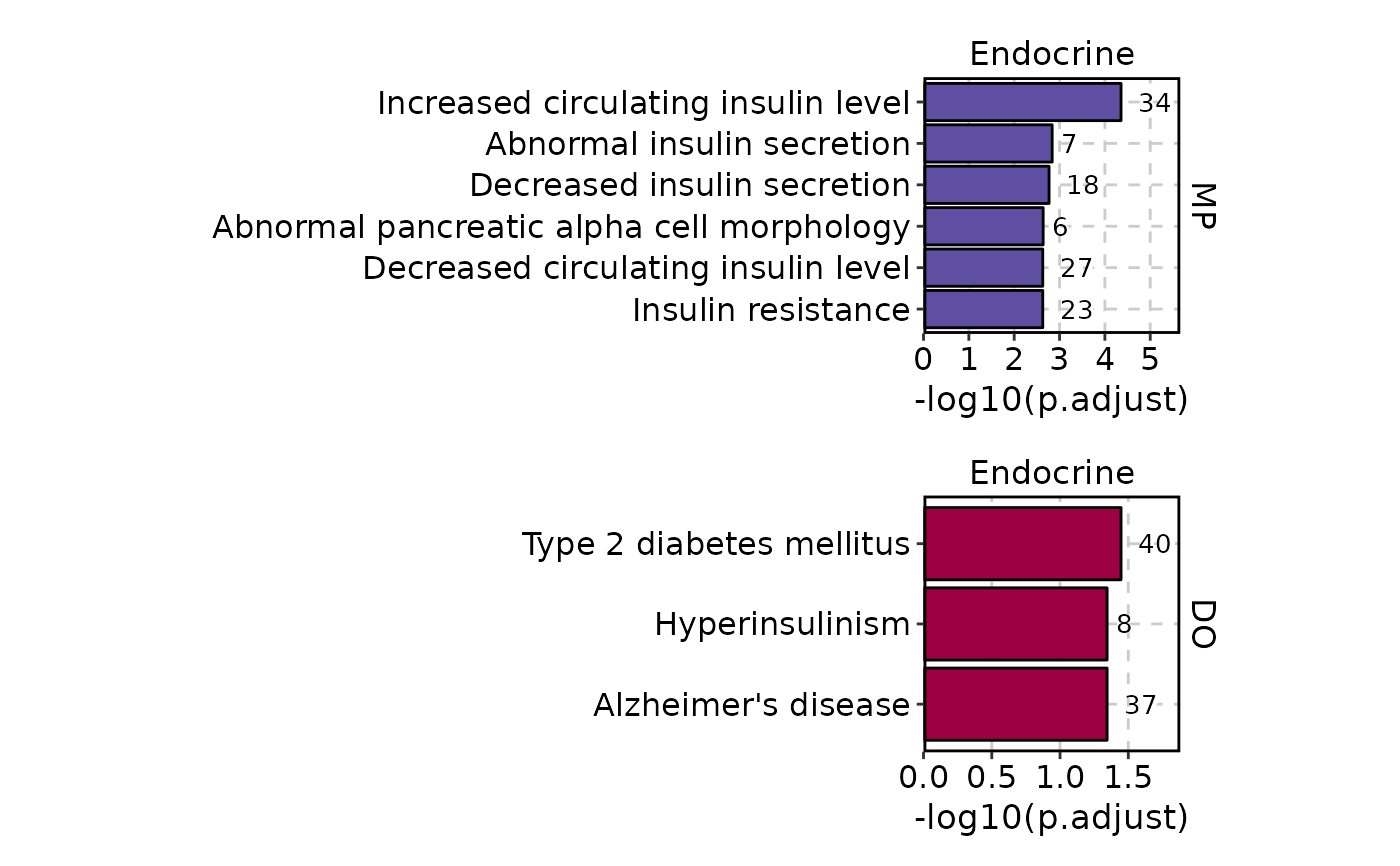 Endocrine
Increased circulating insulin level 34
Abnormal insulin secretion 7
Decreased insulin secretion 18
Abnormal pancreatic alpha cell morphology 6
Decreased circulating insulin level 27
Insulin resistance 23
MP
0 1 2 3 4 5
-log10(p.adjust)
Endocrine
Type 2 diabetes mellitus 40
Hyperinsulinism 8
Alzheimer's disease 37
DO
0.0 0.5 1.0 1.5
-log10(p.adjust)